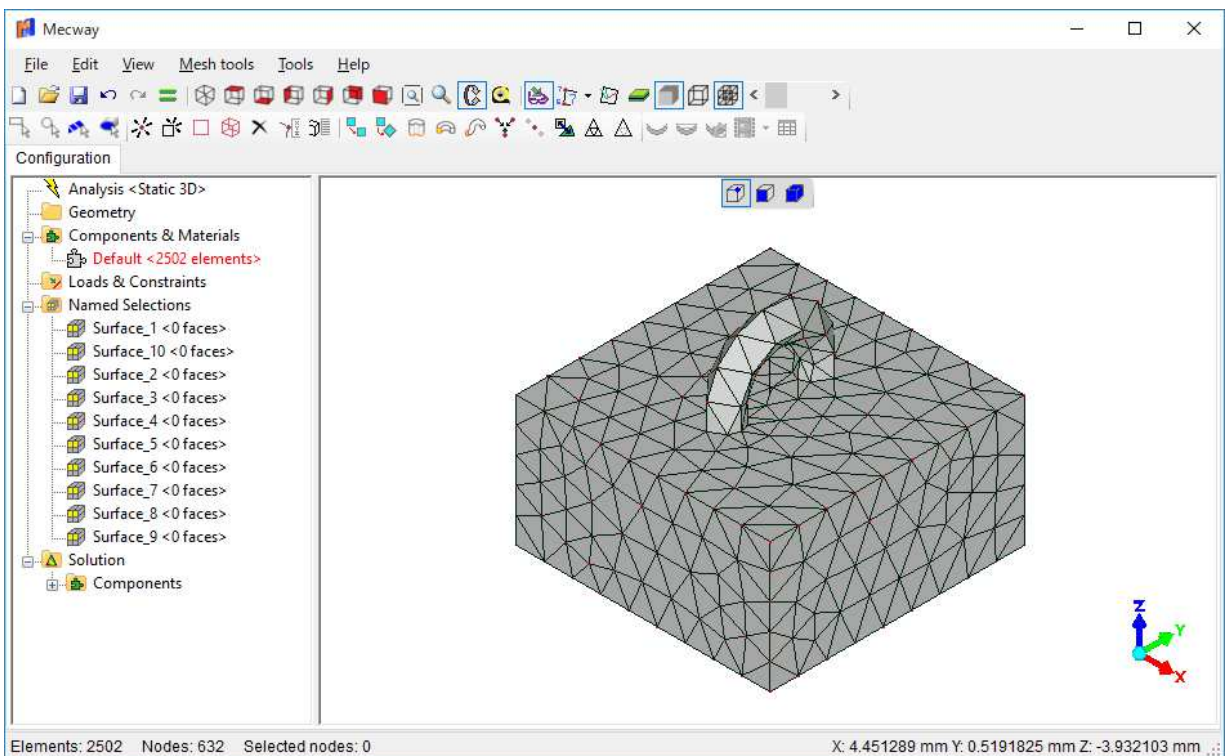 Mecway
File Edit View Mesh tools Tools Help
Configuration
Analysis <Static 3D>
Geometry
Components & Materials
Default <2502 elements>
Loads & Constraints
Named Selections
Surface_1 <0 faces>
Surface_10 <0 faces>
Surface_2 <0 faces>
Surface_3 <0 faces>
Surface_4 <0 faces>
Surface_5 <0 faces>
Surface_6 <0 faces>
Surface_7 <0 faces>
Surface_8 <0 faces>
Surface_9 <0 faces>
Solution
Components
Z
Y
X
Elements: 2502 Nodes: 632 Selected nodes: 0 X: 4.451289 mm Y: 0.5191825 mm Z: -3.932103 mm